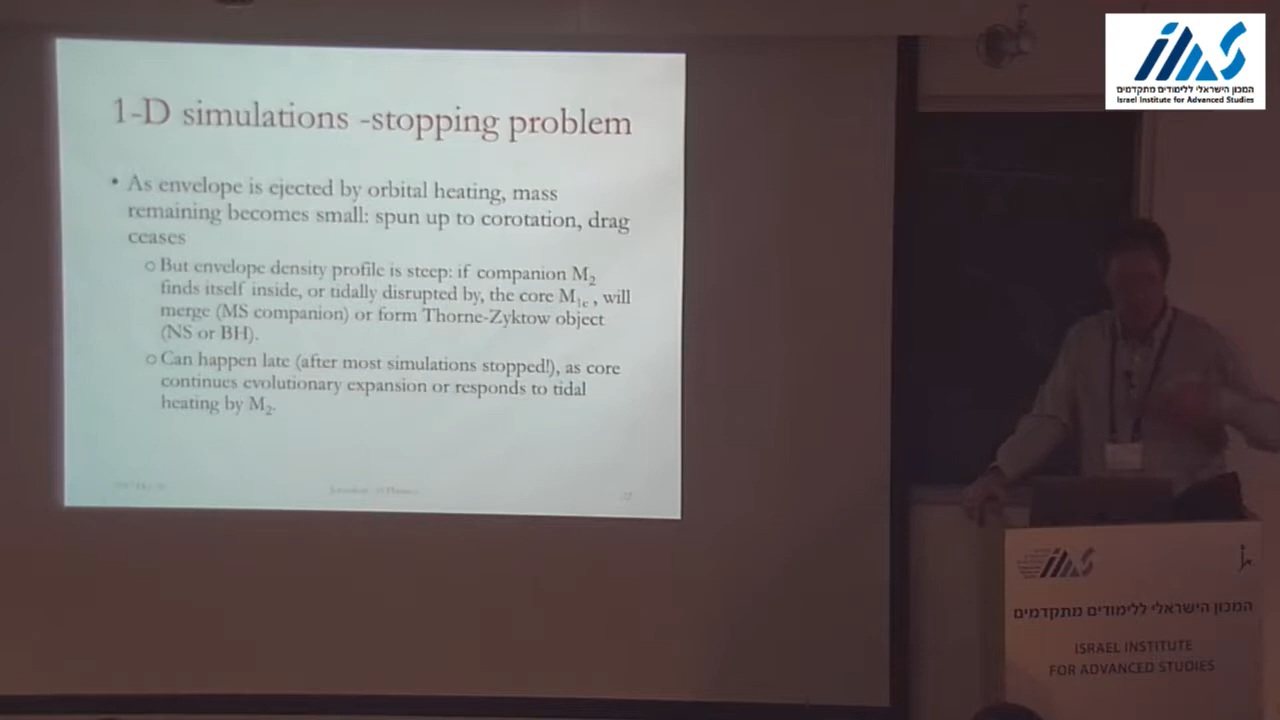 המכון הישראלי ללימודים מתקדמים
Israel Institute for Advanced Studies
1-D simulations -stopping problem
• As envelope is ejected by orbital heating, mass
remaining becomes small: spun up to corotation, drag
ceases
o But envelope density profile is steep: if companion M₂
finds itself inside, or tidally disrupted by, the core M₁c , will
merge (MS companion) or form Thorne-Zyktow object
(NS or BH).
o Can happen late (after most simulations stopped!), as core
continues evolutionary expansion or responds to tidal
heating by M₂.
המכון הישראלי ללימודים מתקדמים
ISRAEL INSTITUTE
FOR ADVANCED STUDIES